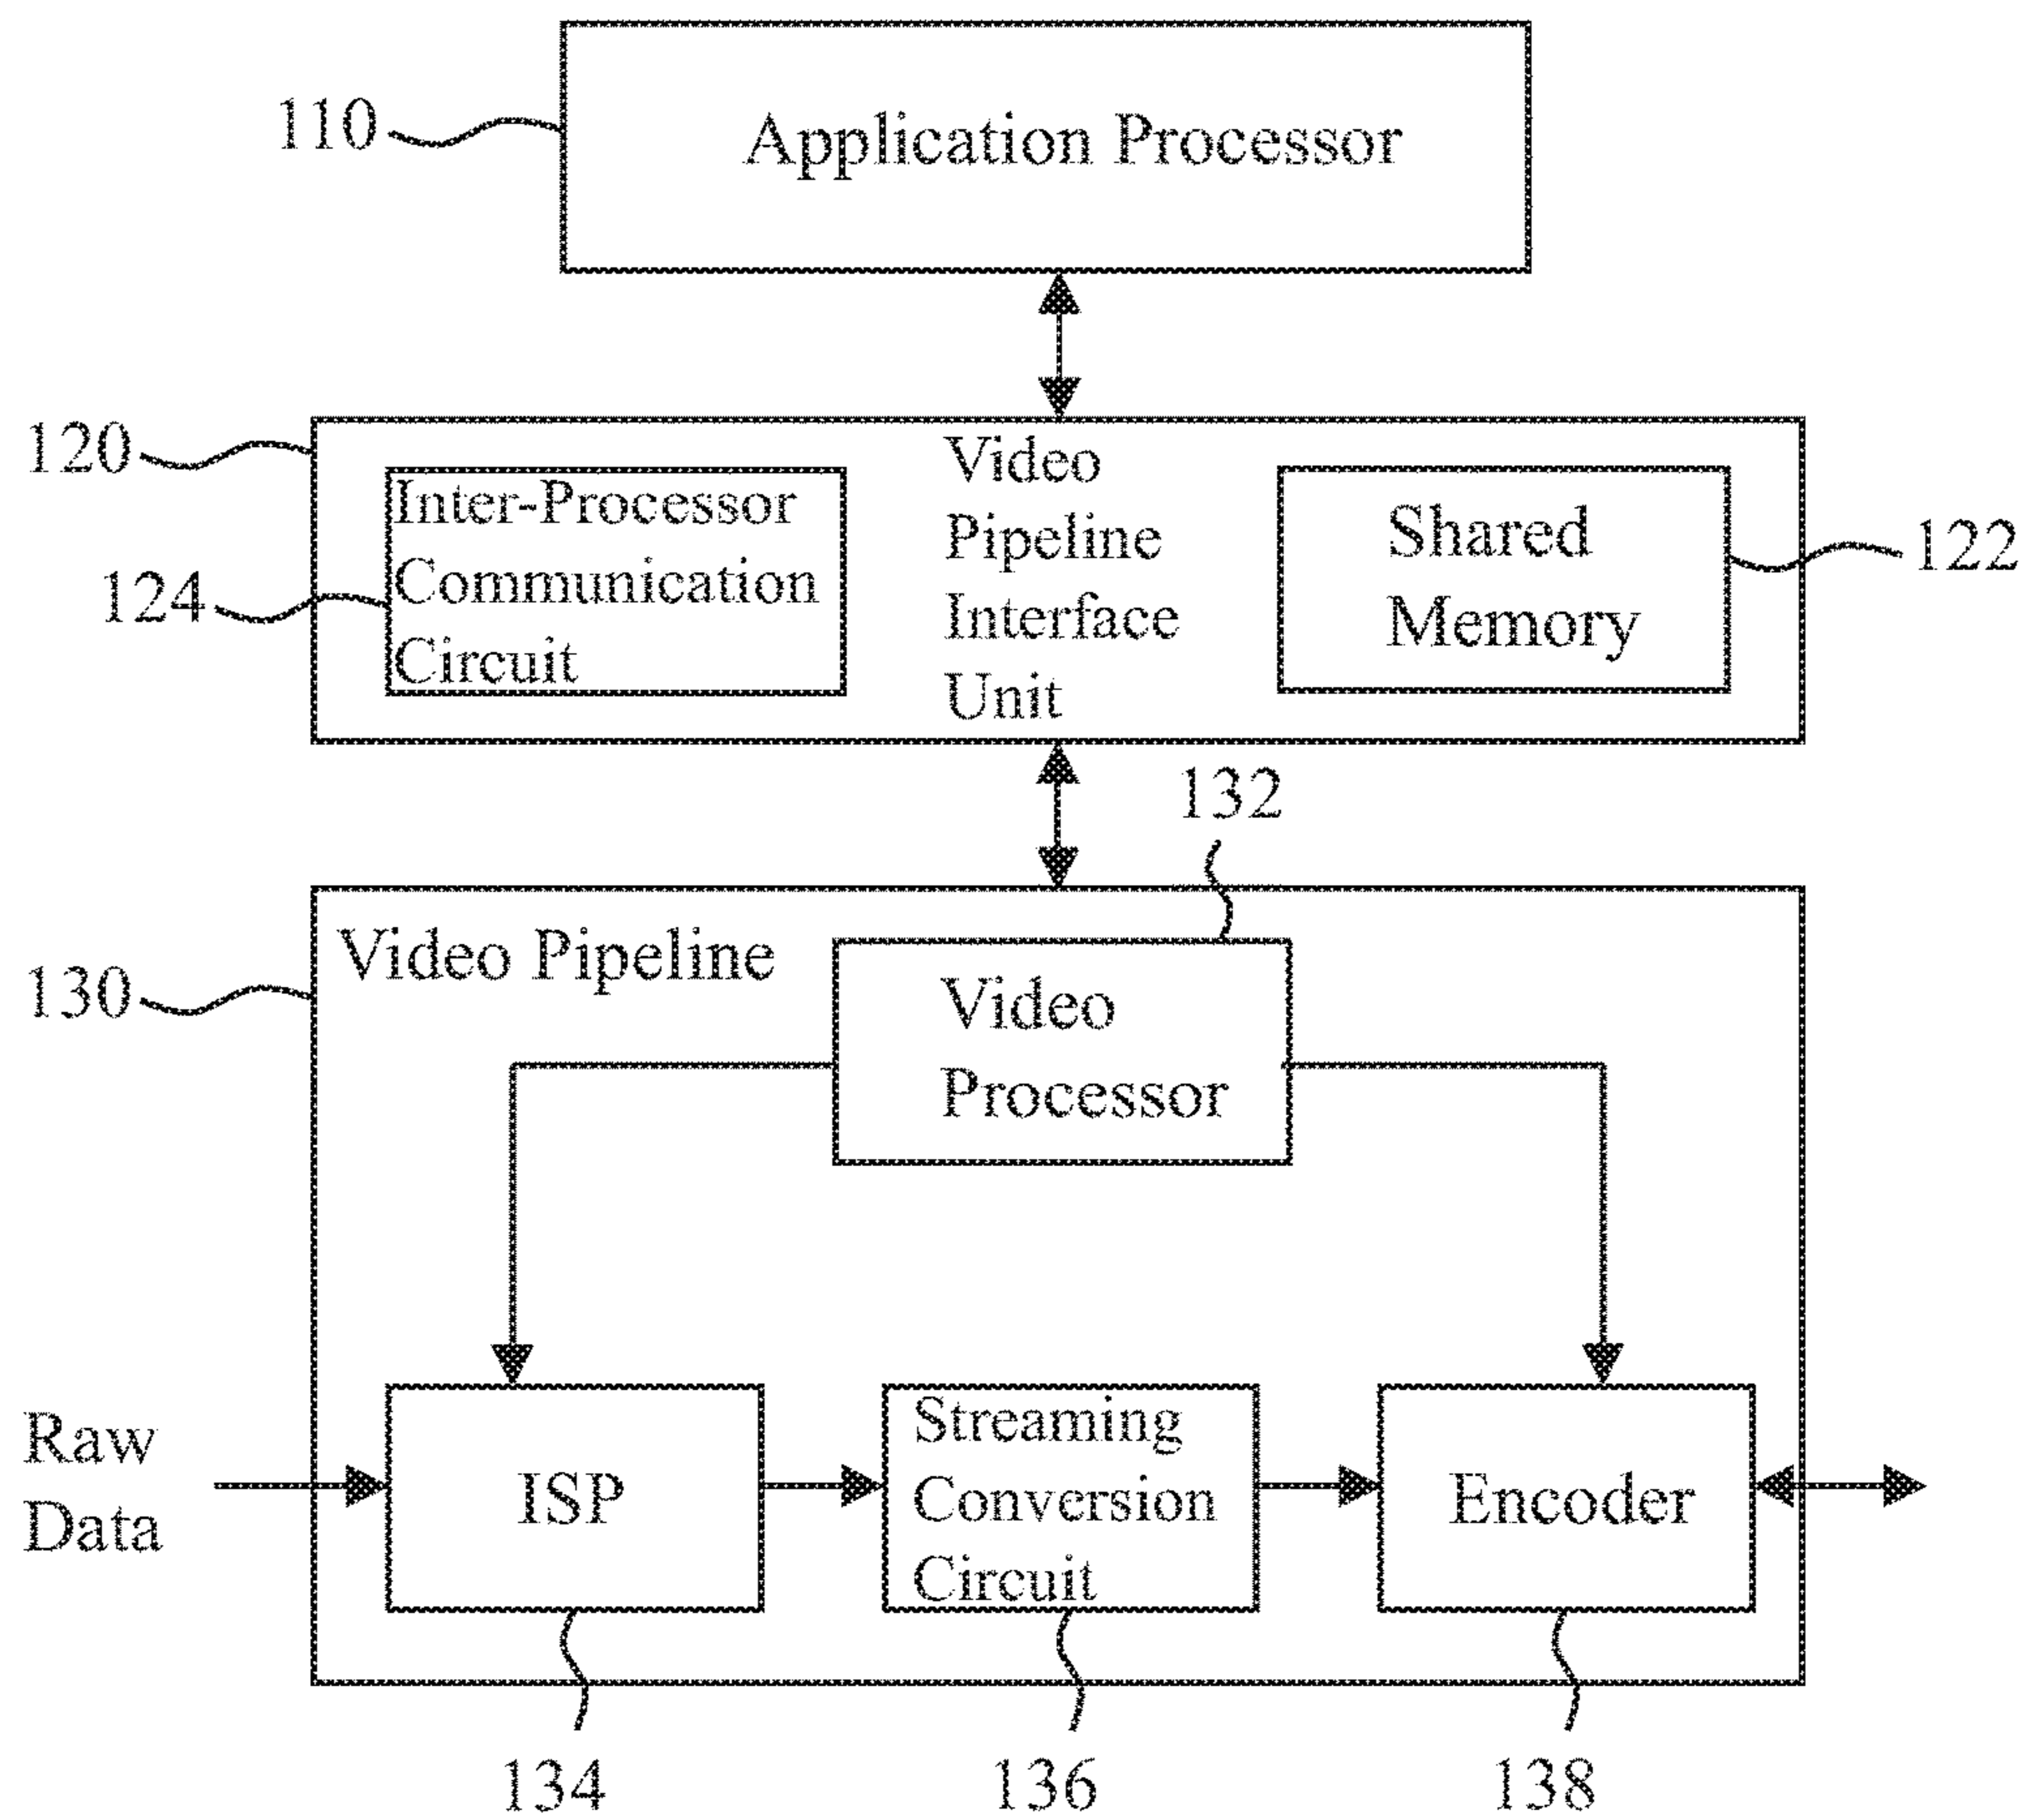 110
Application Processor
120
Inter-Processor
Communication
Circuit
124
Video
Pipeline
Interface
Unit
Shared
Memory
122
132
130
Video Pipeline
Video
Processor
Raw
Data
ISP
Streaming
Conversion
Circuit
Encoder
134
136
138